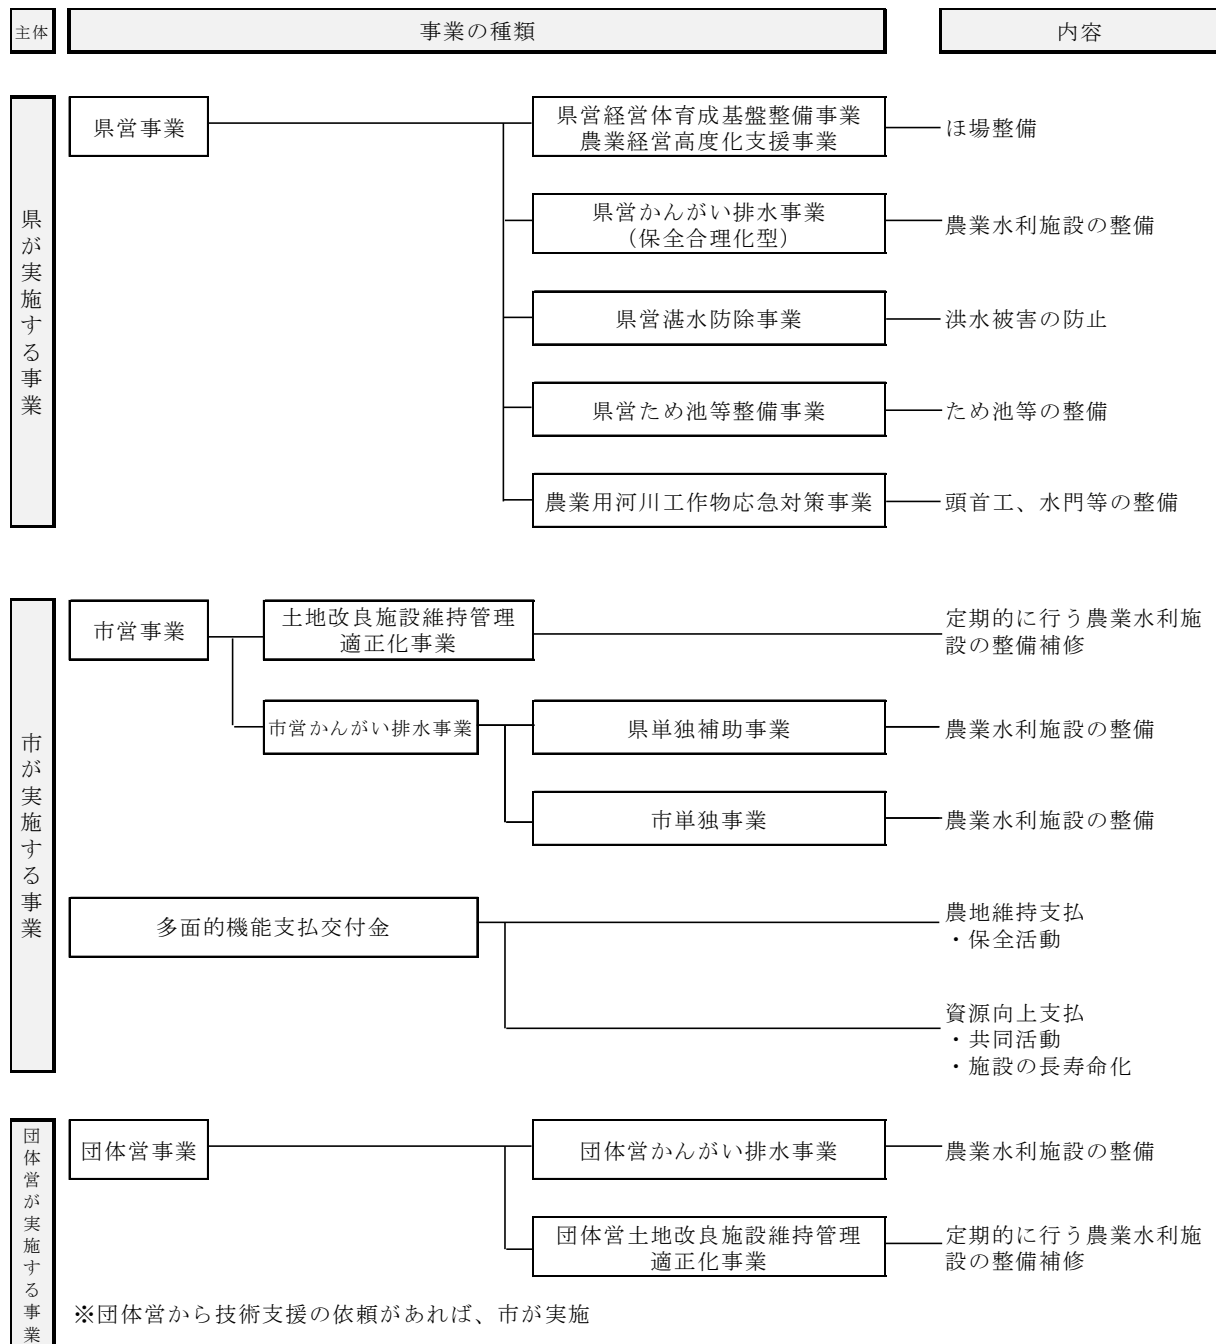 主体
事業の種類
内容
県が実施する事業
県営事業
県営経営体育成基盤整備事業
農業経営高度化支援事業
ほ場整備
県営かんがい排水事業
（保全合理化型）
農業水利施設の整備
県営湛水防除事業
洪水被害の防止
県営ため池等整備事業
ため池等の整備
農業用河川工作物応急対策事業
頭首工、水門等の整備
市が実施する事業
市営事業
土地改良施設維持管理
適正化事業
定期的に行う農業水利施
設の整備補修
市営かんがい排水事業
県単独補助事業
農業水利施設の整備
市単独事業
農業水利施設の整備
多面的機能支払交付金
農地維持支払
・保全活動
資源向上支払
・共同活動
・施設の長寿命化
団体営が実施する事業
団体営事業
団体営かんがい排水事業
農業水利施設の整備
団体営土地改良施設維持管理
適正化事業
定期的に行う農業水利施
設の整備補修
※団体営から技術支援の依頼があれば、市が実施